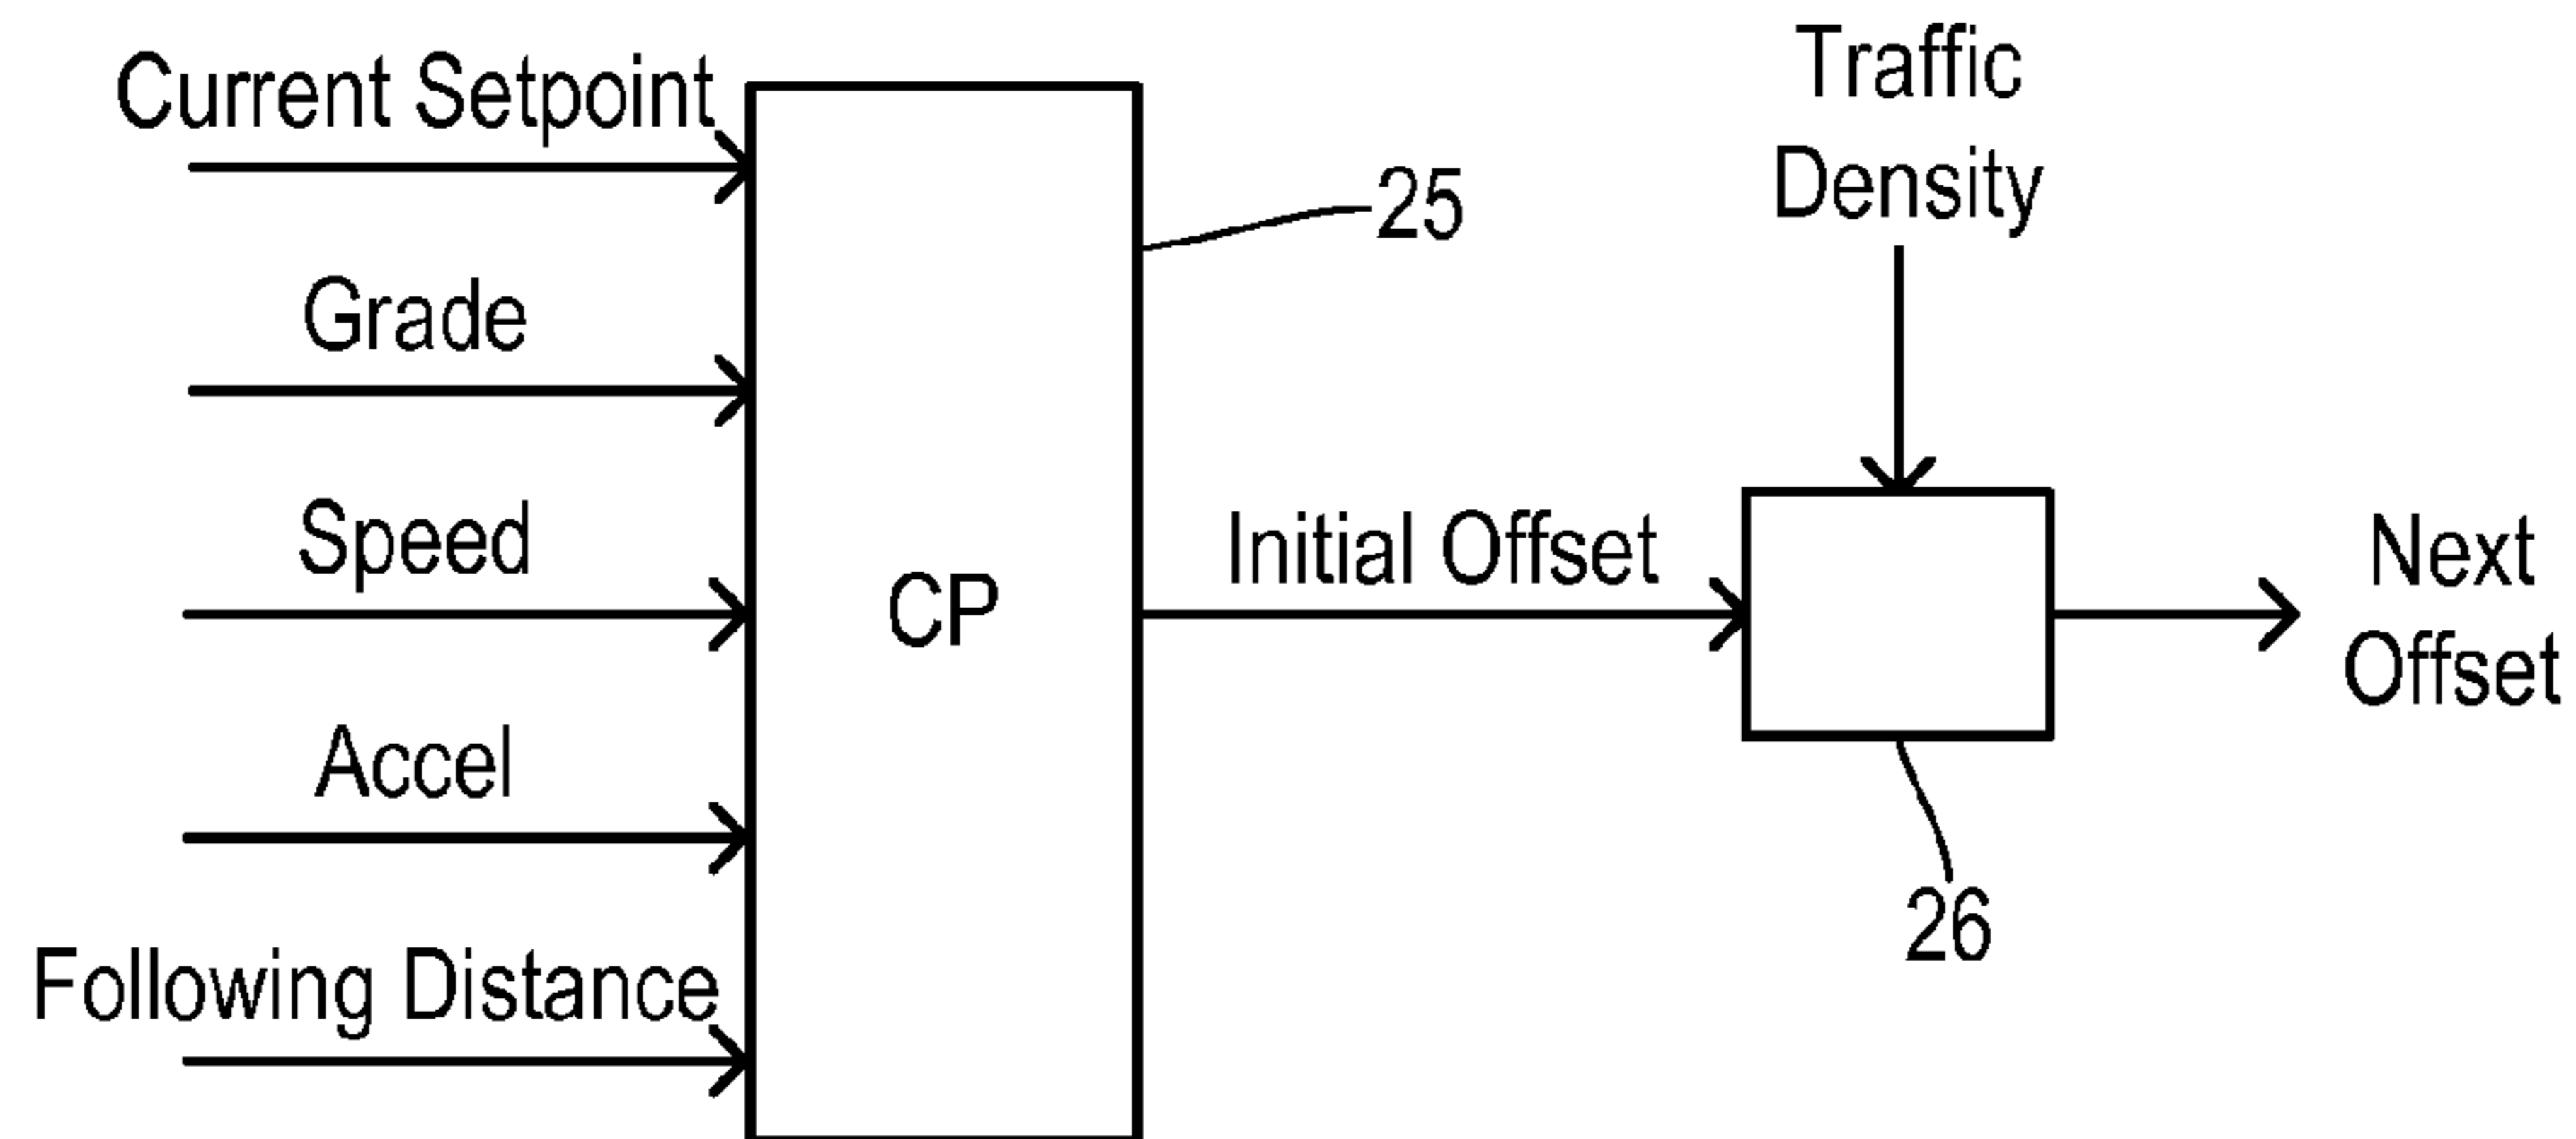 Current Setpoint
Grade
Speed
Accel
Following Distance
CP
25
Initial Offset
Traffic
Density
26
Next
Offset